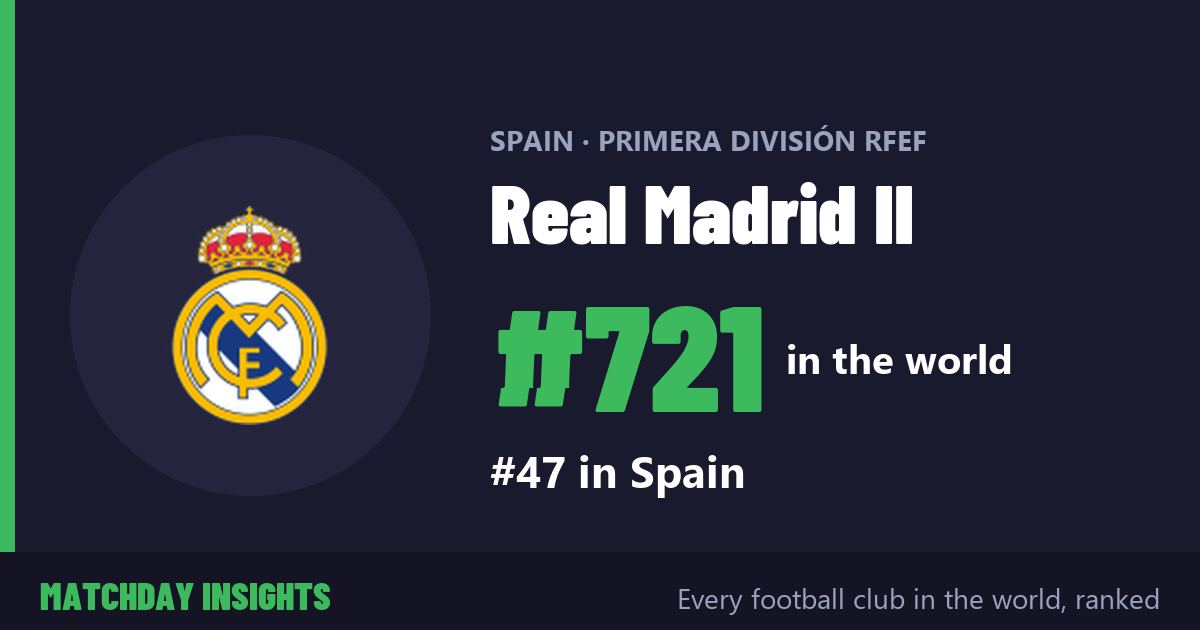 SPAIN · PRIMERA DIVISIÓN RFEF
Real Madrid II
#721 in the world
#47 in Spain
MATCHDAY INSIGHTS
Every football club in the world, ranked